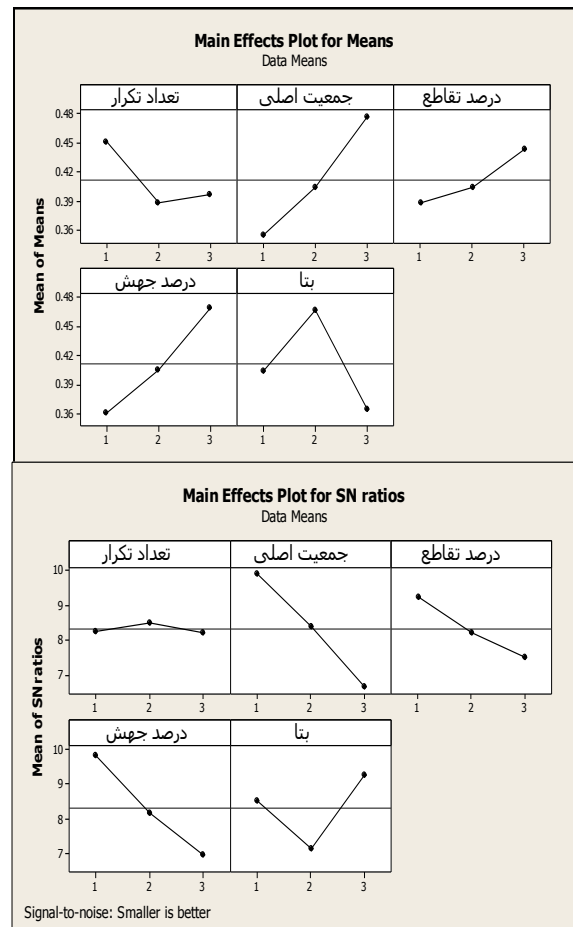 Main Effects Plot for Means
Data Means
تعداد تکرار جمعیت اصلی درصد تقاطع
0.48
0.45
0.42
0.39
0.36
1 2 3 1 2 3 1 2 3
درصد جهش بتا
0.48
0.45
0.42
0.39
0.36
1 2 3 1 2 3
Mean of Means
Main Effects Plot for SN ratios
Data Means
تعداد تکرار جمعیت اصلی درصد تقاطع
10
9
8
7
1 2 3 1 2 3 1 2 3
درصد جهش بتا
10
9
8
7
1 2 3 1 2 3
Mean of SN ratios
Signal-to-noise: Smaller is better